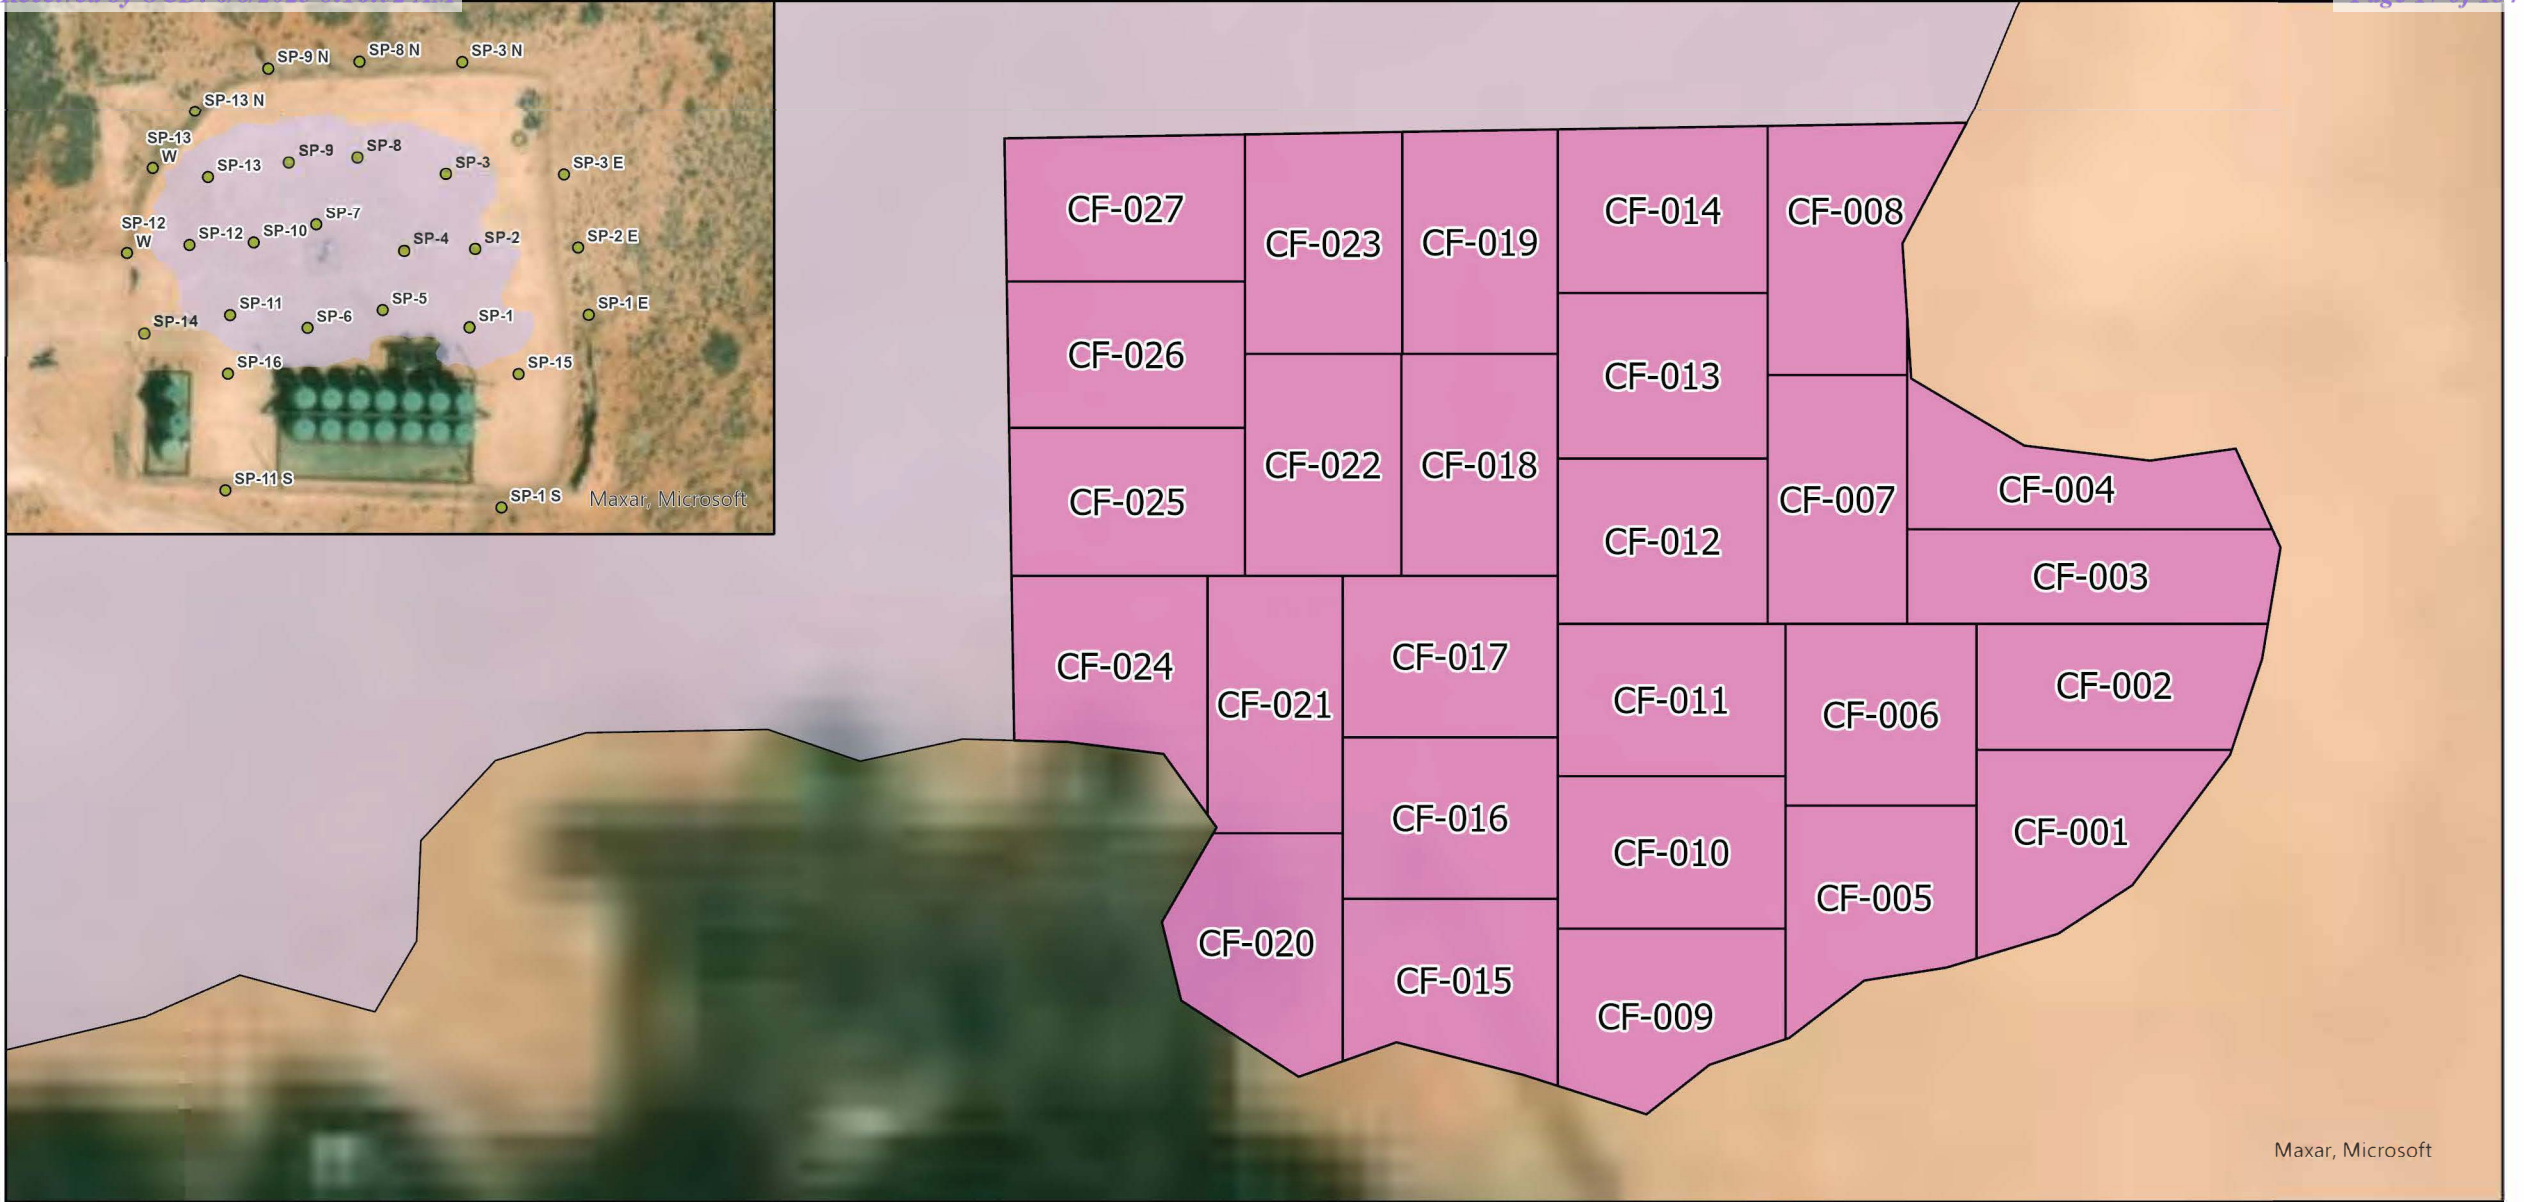 SP-9 N
SP-8 N
SP-3 N
SP-13 N
SP-13
W
SP-13
SP-9
SP-8
SP-3
SP-3 E
SP-12
W
SP-12
SP-10
SP-7
SP-4
SP-2
SP-2 E
SP-11
SP-6
SP-5
SP-1
SP-1 E
SP-14
SP-16
SP-15
SP-11 S
SP-1 S
Maxar, Microsoft
CF-027
CF-023
CF-019
CF-014
CF-008
CF-026
CF-013
CF-025
CF-022
CF-018
CF-012
CF-007
CF-004
CF-003
CF-024
CF-021
CF-017
CF-011
CF-006
CF-002
CF-016
CF-010
CF-005
CF-001
CF-020
CF-015
CF-009
Maxar, Microsoft